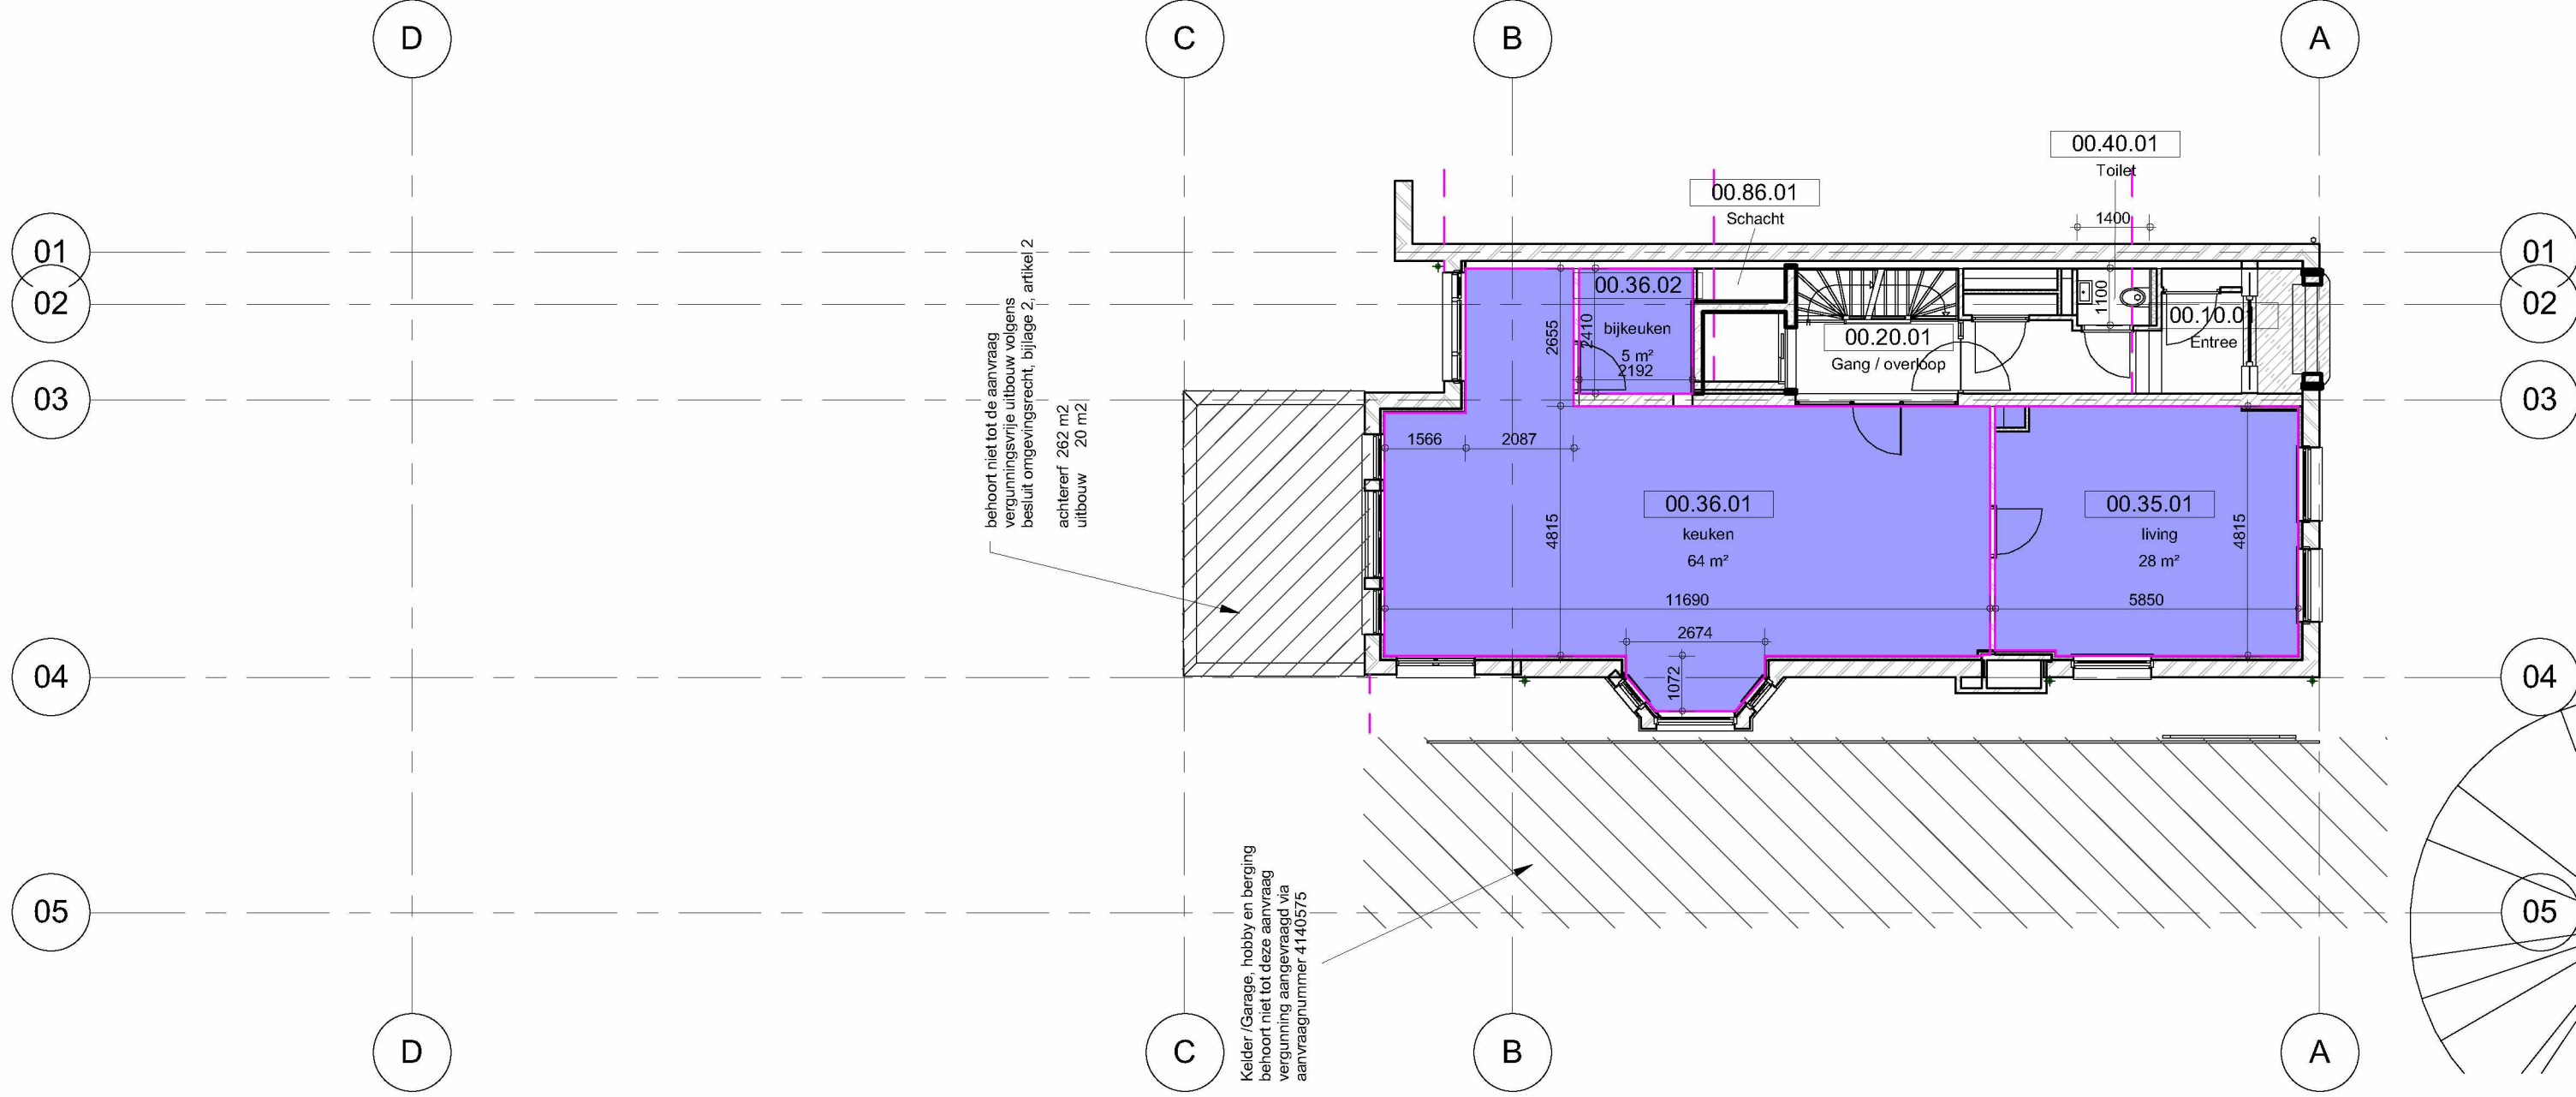 D
C
B
A
00.40.01
Toilet
00.86.01
Schacht
1400
01
01
02
02
03
03
behoort niet tot de aanvraag
vergunningsvrije uitbouw volgens
besluit omgevingsrecht, bijlage 2, artikel 2
achtererf 262 m2
uitbouw 20 m2
00.36.02
bijkeuken
5 m²
2192
2410
2655
1100
00.10.01
Entree
00.20.01
Gang / overloop
1566
2087
00.36.01
keuken
64 m²
4815
11690
00.35.01
living
28 m²
4815
5850
2674
1072
04
04
Kelder /Garage, hobby en berging
behoort niet tot deze aanvraag
vergunning aangevraagd via
aanvraagnummer 4140575
05
05
D
C
B
A